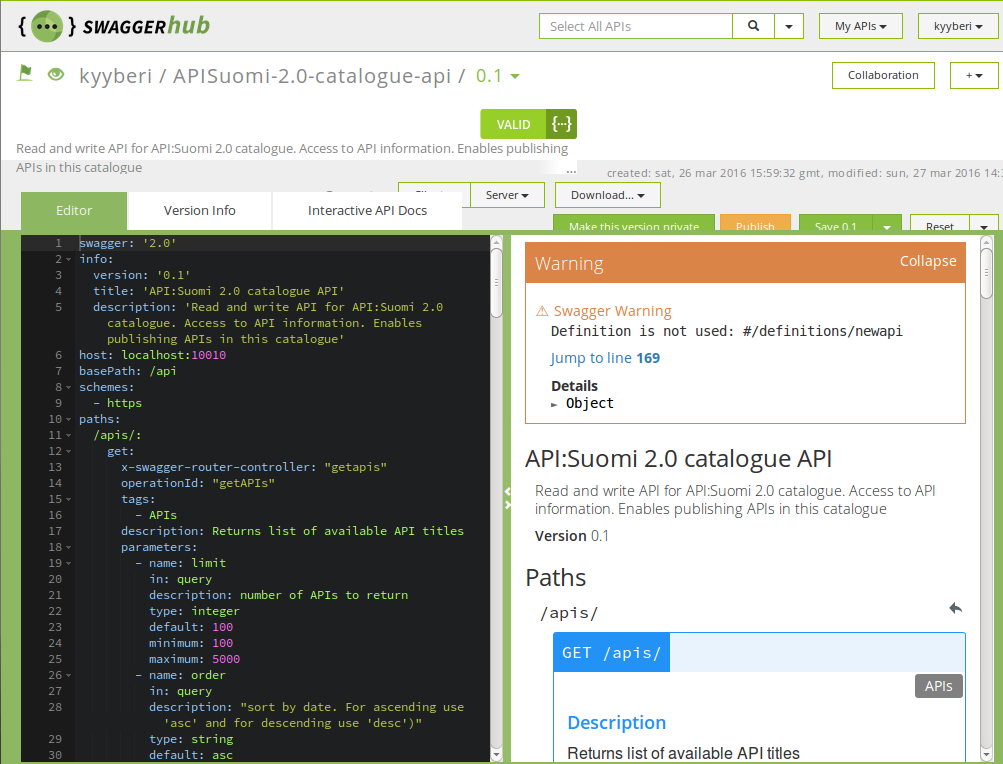 {...} SWAGGERhub
Select All APIs
My APIs
kyyberi
kyyberi / APISuomi-2.0-catalogue-api / 0.1
Collaboration
+
VALID {...}
Read and write API for API:Suomi 2.0 catalogue. Access to API information. Enables publishing
APIs in this catalogue
...
created: sat, 26 mar 2016 15:59:32 gmt, modified: sun, 27 mar 2016 14:
Server
Download...
Editor
Version Info
Interactive API Docs
Make this version private
Publish
Save 0.1
Reset
1 swagger: '2.0'
2 info:
3 version: '0.1'
4 title: 'API:Suomi 2.0 catalogue API'
5 description: 'Read and write API for API:Suomi 2.0
catalogue. Access to API information. Enables
publishing APIs in this catalogue'
6 host: localhost:10010
7 basePath: /api
8 schemes:
9 - https
10 paths:
11 /apis/:
12 get:
13 x-swagger-router-controller: "getapis"
14 operationId: "getAPIs"
15 tags:
16 - APIs
17 description: Returns list of available API titles
18 parameters:
19 - name: limit
20 in: query
21 description: number of APIs to return
22 type: integer
23 default: 100
24 minimum: 100
25 maximum: 5000
26 - name: order
27 in: query
28 description: "sort by date. For ascending use
'asc' and for descending use 'desc')"
29 type: string
30 default: asc
Warning
Collapse
⚠ Swagger Warning
Definition is not used: #/definitions/newapi
Jump to line 169
Details
► Object
API:Suomi 2.0 catalogue API
Read and write API for API:Suomi 2.0 catalogue. Access to API
information. Enables publishing APIs in this catalogue
Version 0.1
Paths
/apis/
GET /apis/
APIs
Description
Returns list of available API titles